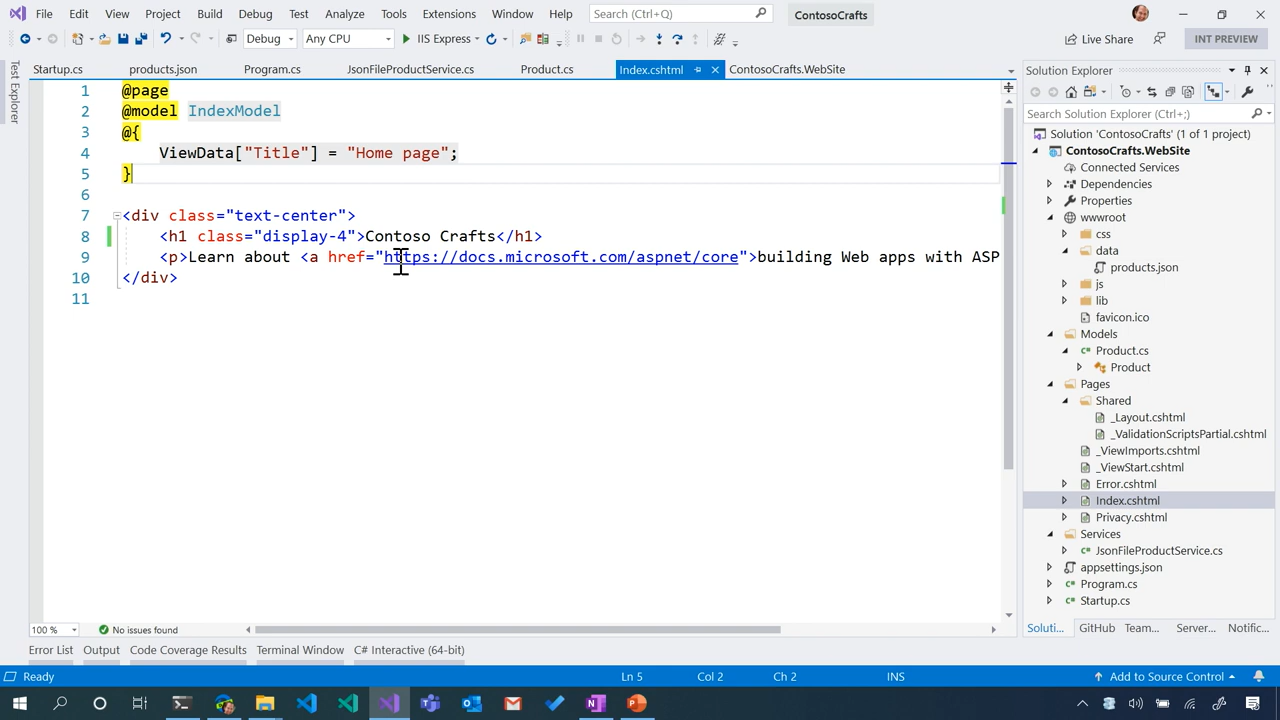 File Edit View Project Build Debug Test Analyze Tools Extensions Window Help Search (Ctrl+Q) ContosoCrafts
Debug Any CPU IIS Express Live Share INT PREVIEW
Test Explorer
Startup.cs products.json Program.cs JsonFileProductService.cs Product.cs Index.cshtml ContosoCrafts.WebSite
1 @page
2 @model IndexModel
3 @{
4 ViewData["Title"] = "Home page";
5 }
6
7 <div class="text-center">
8 <h1 class="display-4">Contoso Crafts</h1>
9 <p>Learn about <a href="https://docs.microsoft.com/aspnet/core">building Web apps with ASP
10 </div>
11
100 % No issues found
Solution Explorer
Search Solution Explorer (Ctrl+;)
Solution 'ContosoCrafts' (1 of 1 project)
ContosoCrafts.WebSite
Connected Services
Dependencies
Properties
wwwroot
css
data
products.json
js
lib
favicon.ico
Models
Product.cs
Product
Pages
Shared
_Layout.cshtml
_ValidationScriptsPartial.cshtml
_ViewImports.cshtml
_ViewStart.cshtml
Error.cshtml
Index.cshtml
Privacy.cshtml
Services
JsonFileProductService.cs
appsettings.json
Program.cs
Startup.cs
Soluti... GitHub Team... Server... Notific...
Error List Output Code Coverage Results Terminal Window C# Interactive (64-bit)
Ready Ln 5 Col 2 Ch 2 INS Add to Source Control